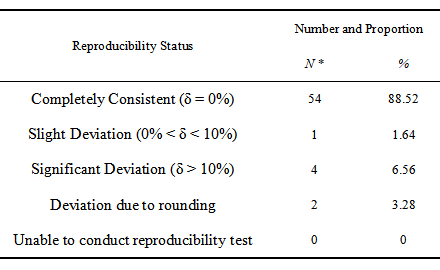 Reproducibility Status Number and Proportion
N * %
Completely Consistent (δ = 0%) 54 88.52
Slight Deviation (0% < δ < 10%) 1 1.64
Significant Deviation (δ > 10%) 4 6.56
Deviation due to rounding 2 3.28
Unable to conduct reproducibility test 0 0